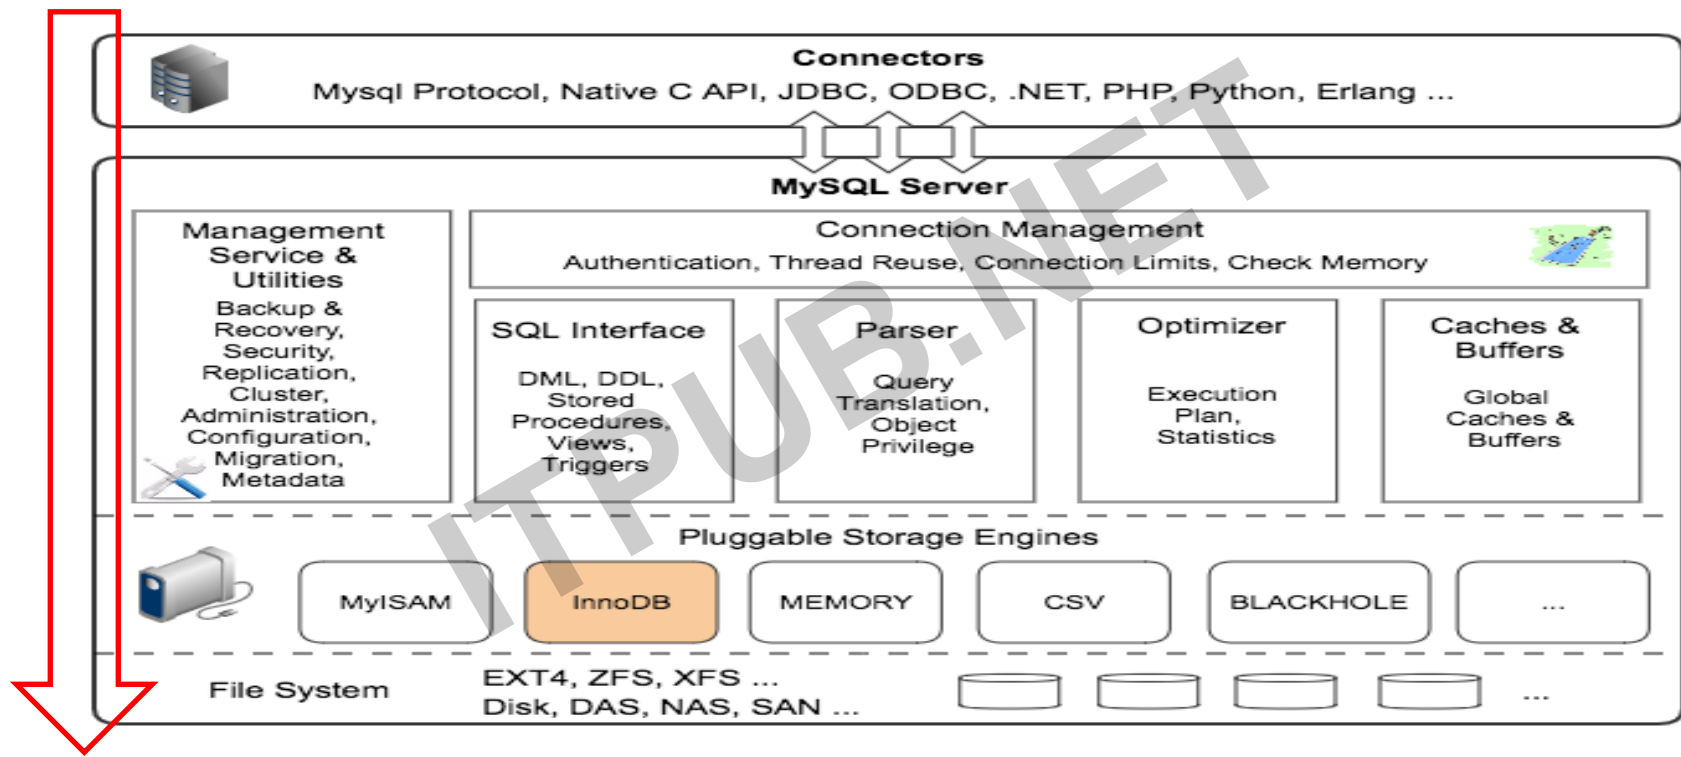 Connectors
Mysql Protocol, Native C API, JDBC, ODBC, .NET, PHP, Python, Erlang ...
MySQL Server
Management
Service &
Utilities
Backup &
Recovery,
Security,
Replication,
Cluster,
Administration,
Configuration,
Migration,
Metadata
Connection Management
Authentication, Thread Reuse, Connection Limits, Check Memory
SQL Interface
DML, DDL,
Stored
Procedures,
Views,
Triggers
Parser
Query
Translation,
Object
Privilege
Optimizer
Execution
Plan,
Statistics
Caches &
Buffers
Global
Caches &
Buffers
Pluggable Storage Engines
MyISAM
InnoDB
MEMORY
CSV
BLACKHOLE
...
File System
EXT4, ZFS, XFS ...
Disk, DAS, NAS, SAN ...
...
ITPUB.NET